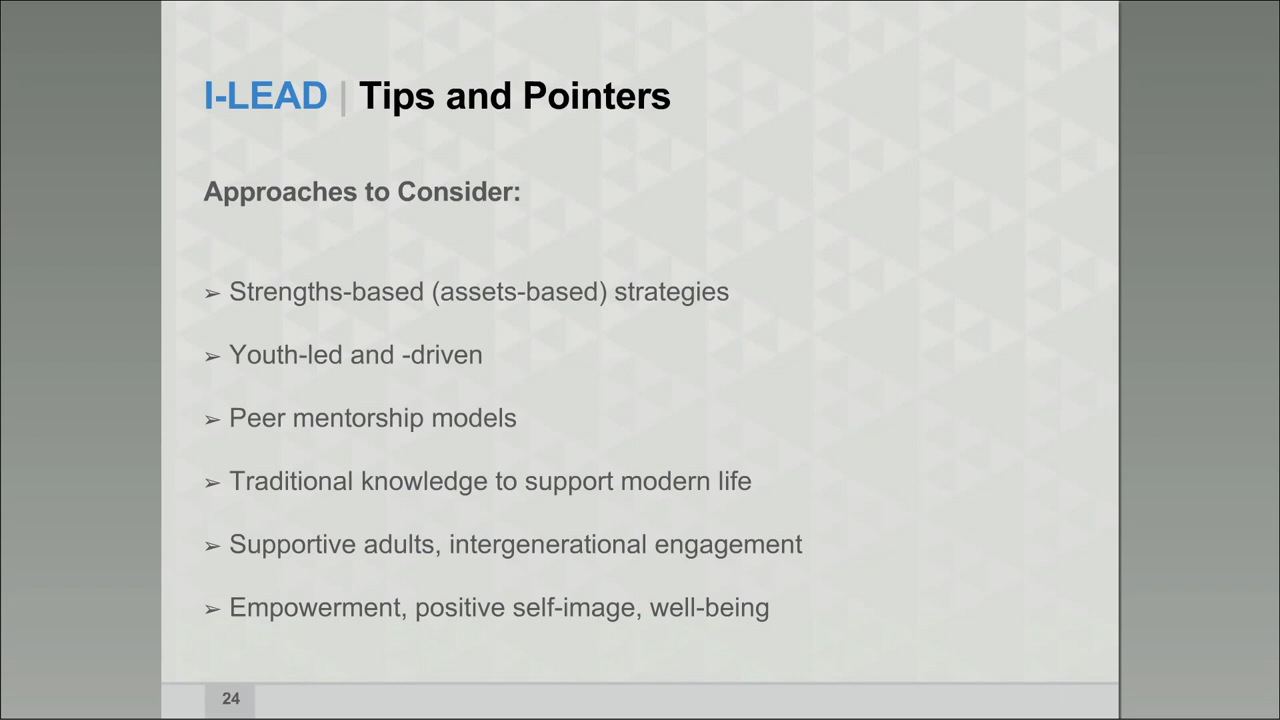 I-LEAD | Tips and Pointers
Approaches to Consider:
➢ Strengths-based (assets-based) strategies
➢ Youth-led and -driven
➢ Peer mentorship models
➢ Traditional knowledge to support modern life
➢ Supportive adults, intergenerational engagement
➢ Empowerment, positive self-image, well-being
24